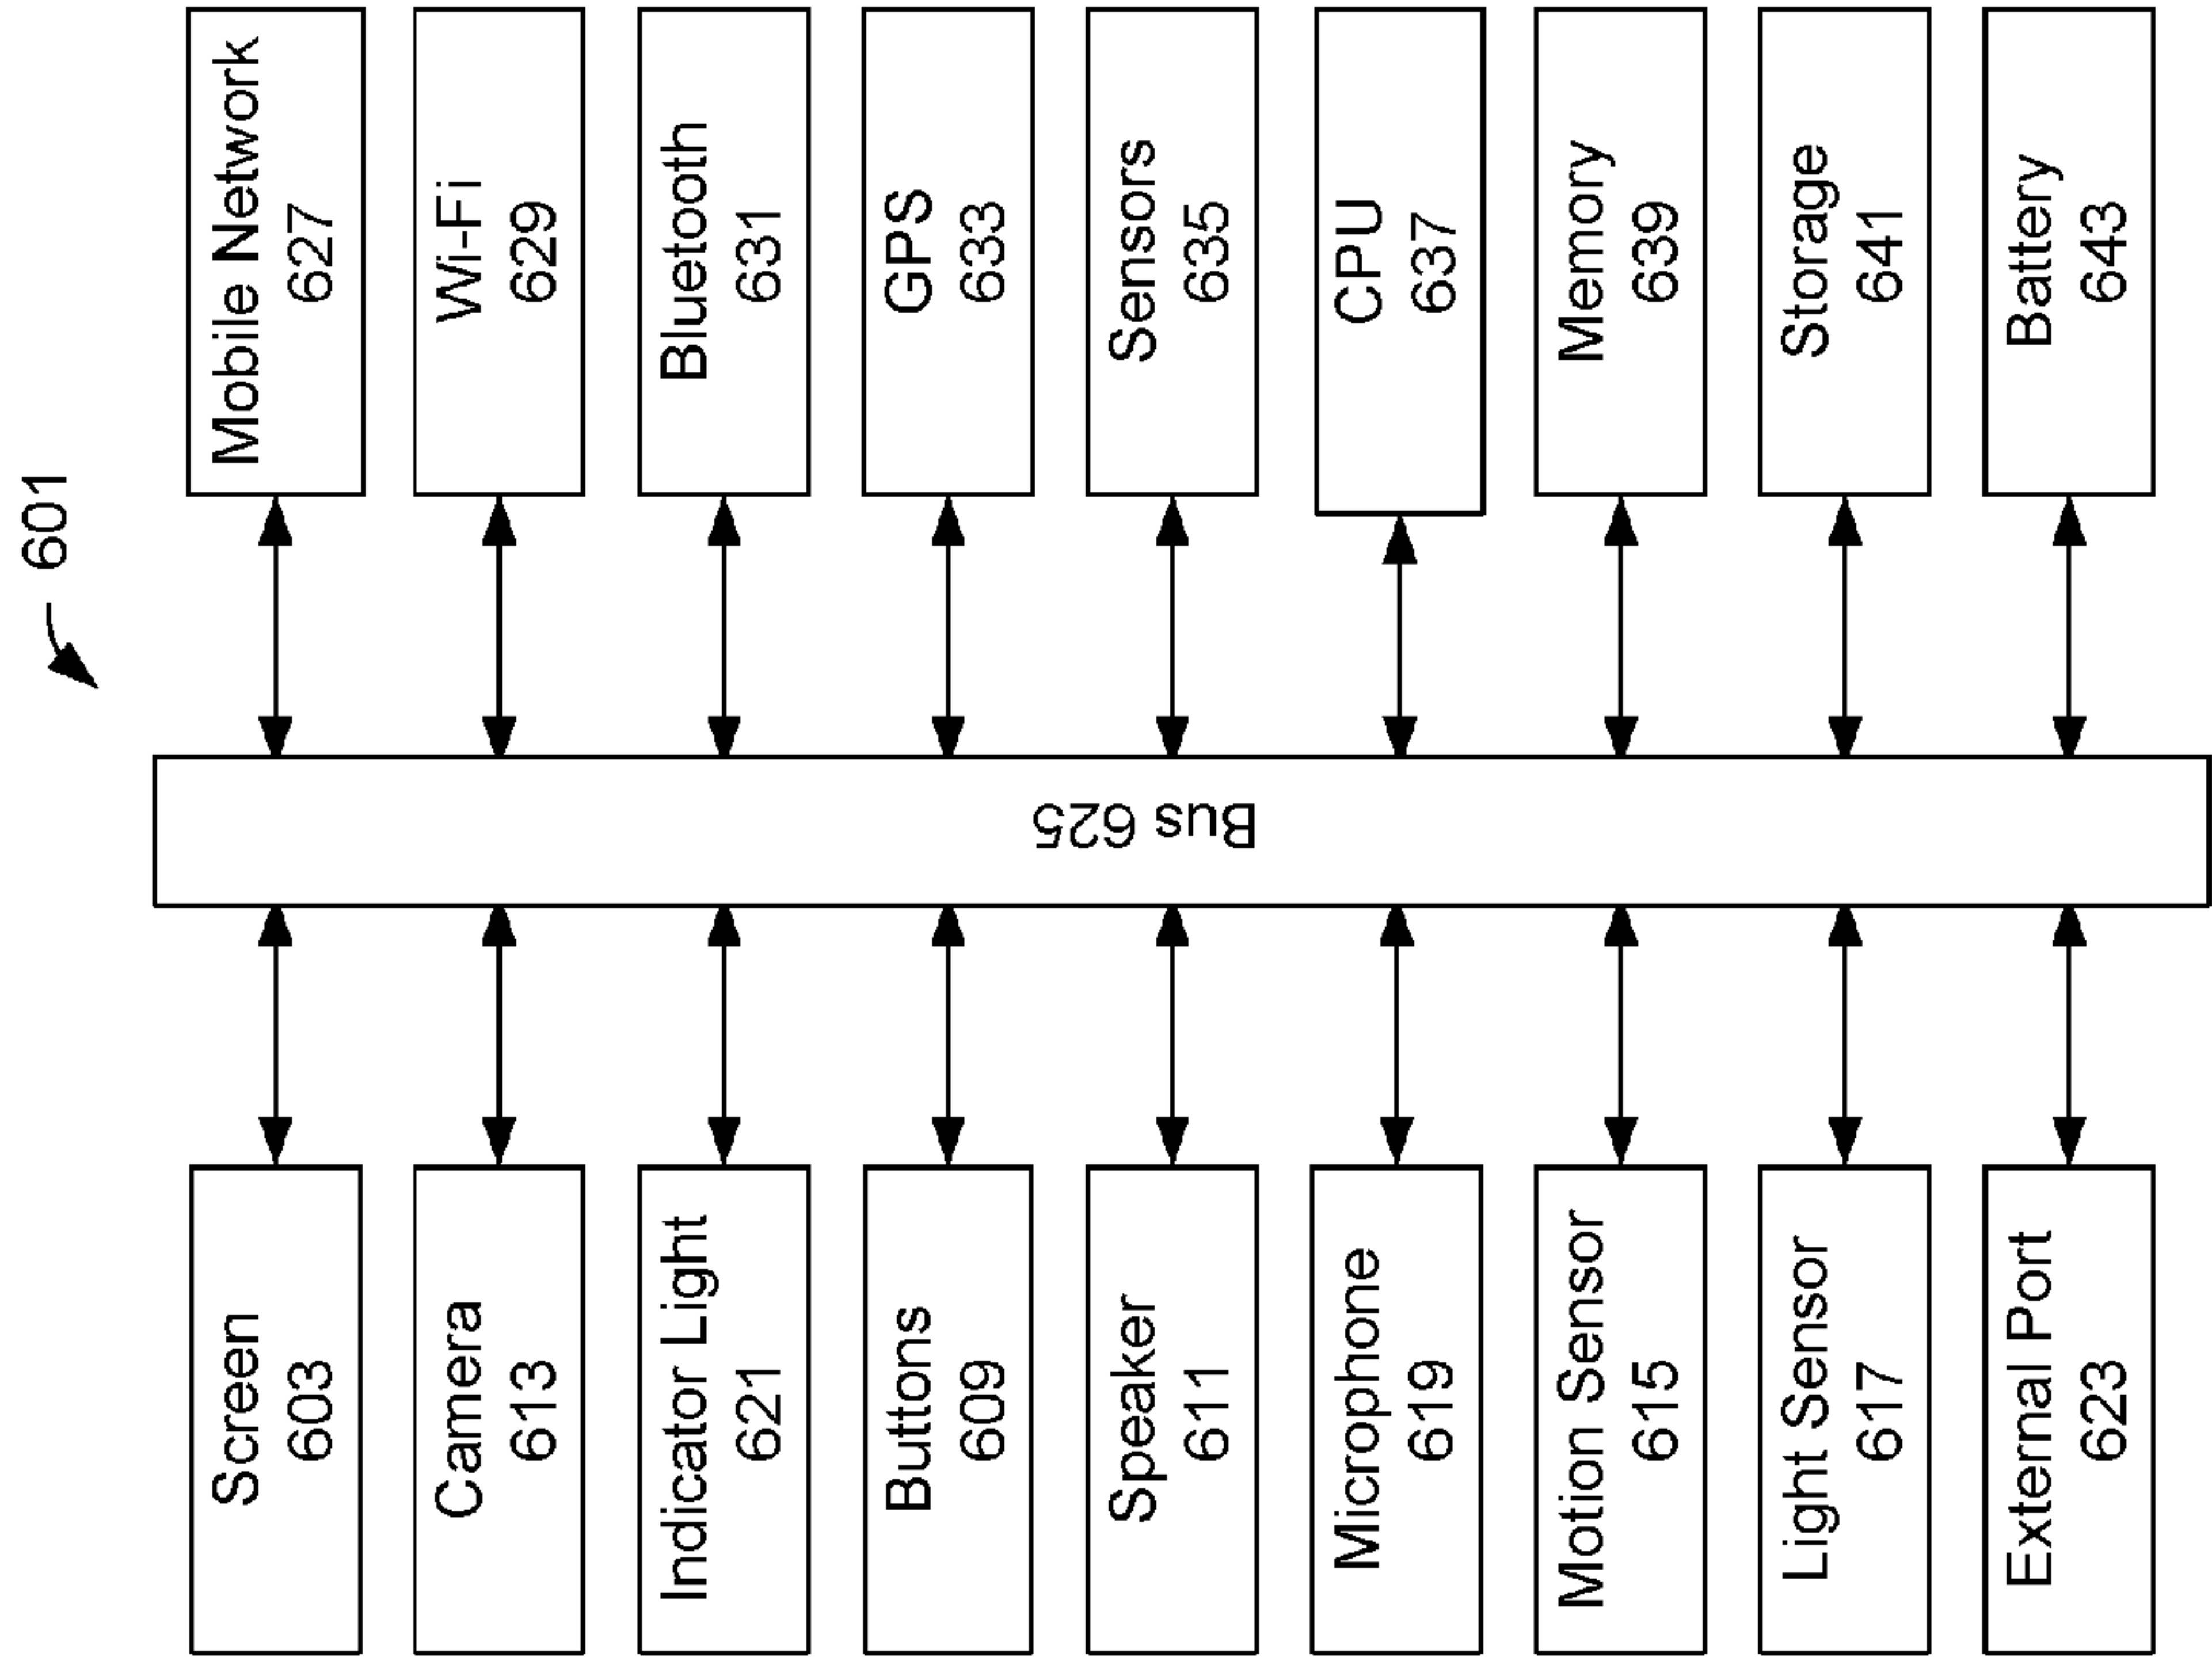 601
Screen
603
Camera
613
Indicator Light
621
Buttons
609
Speaker
611
Microphone
619
Motion Sensor
615
Light Sensor
617
External Port
623
Bus 625
Mobile Network
627
Wi-Fi
629
Bluetooth
631
GPS
633
Sensors
635
CPU
637
Memory
639
Storage
641
Battery
643